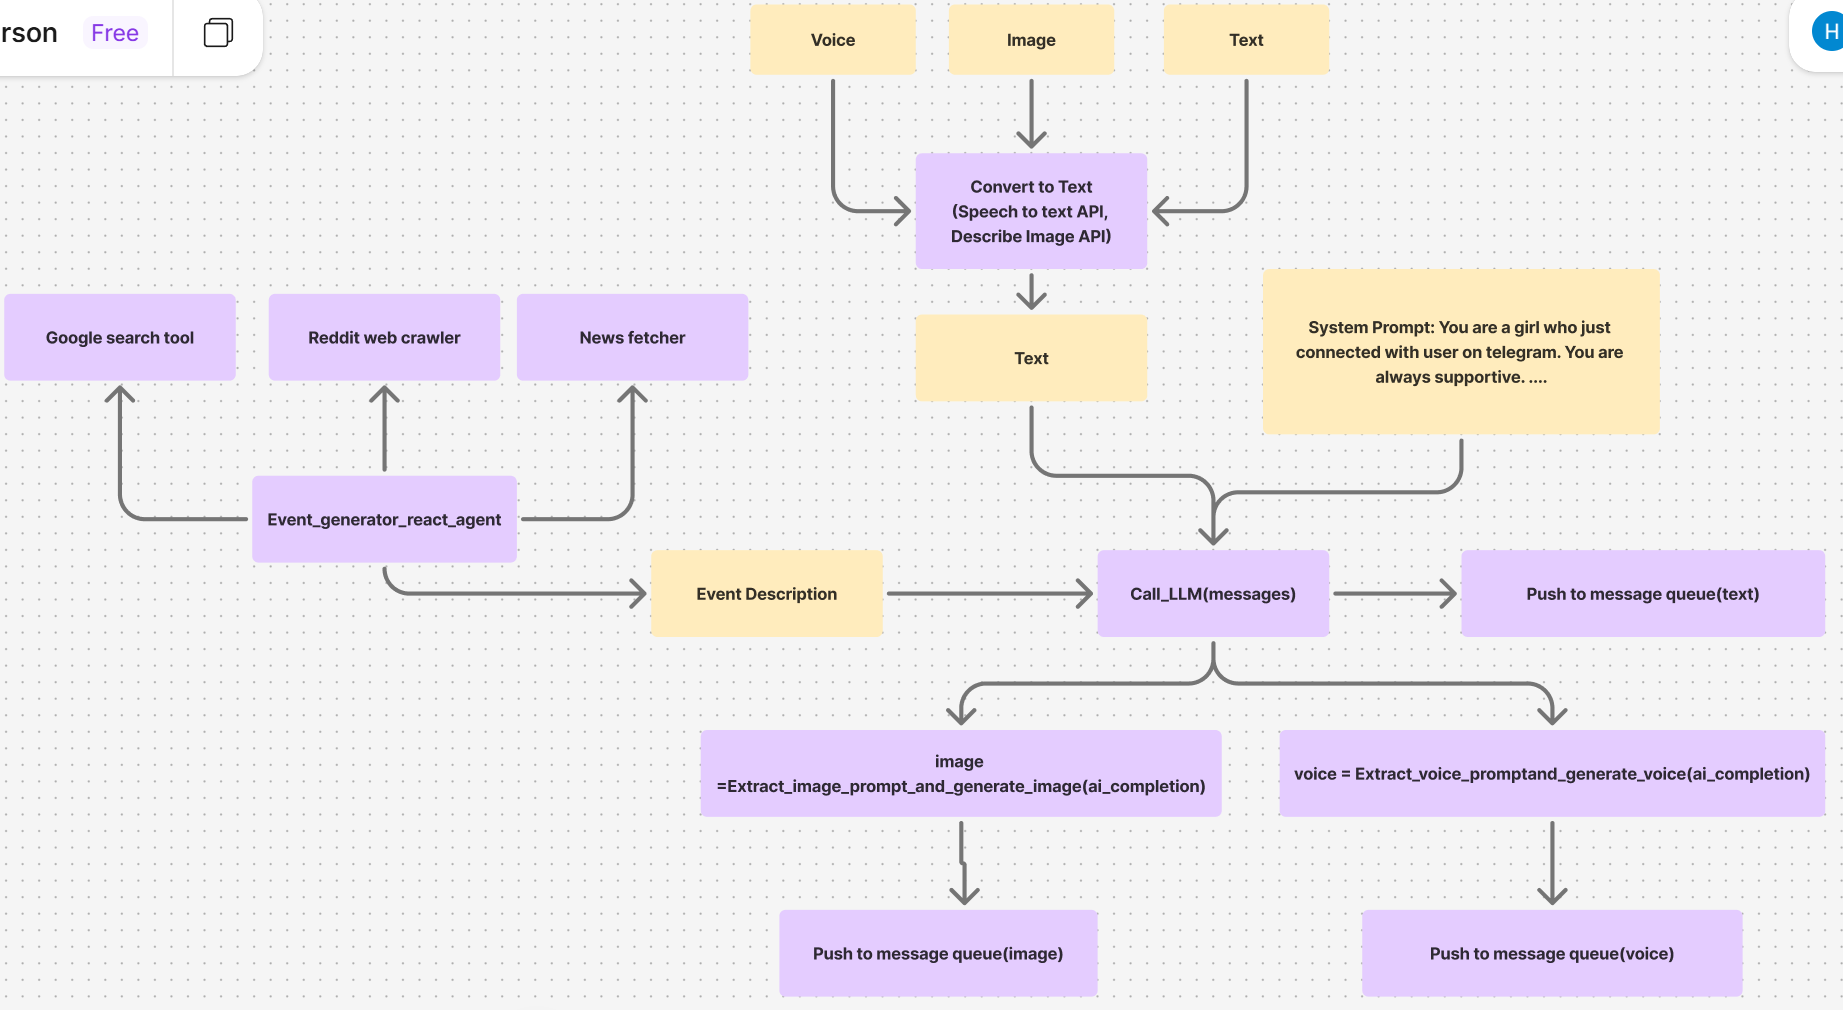 rson Free
H
Voice
Image
Text
Convert to Text
(Speech to text API,
Describe Image API)
Google search tool
Reddit web crawler
News fetcher
Text
System Prompt: You are a girl who just
connected with user on telegram. You are
always supportive. ....
Event_generator_react_agent
Event Description
Call_LLM(messages)
Push to message queue(text)
image
=Extract_image_prompt_and_generate_image(ai_completion)
voice = Extract_voice_promptand_generate_voice(ai_completion)
Push to message queue(image)
Push to message queue(voice)